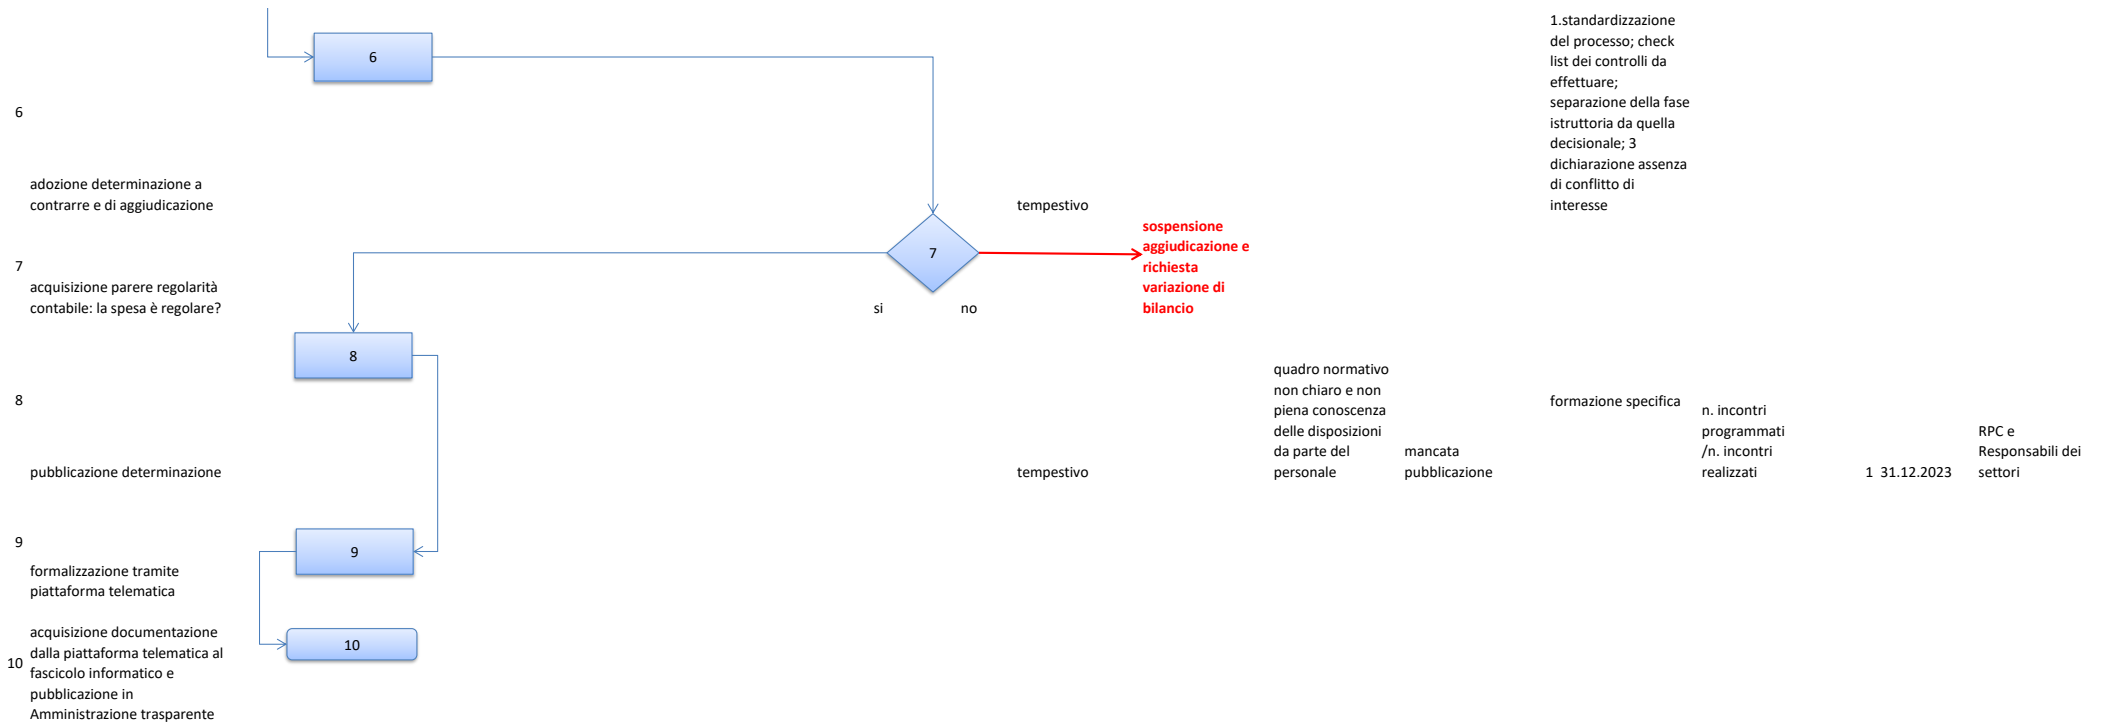 1.standardizzazione
del processo; check
list dei controlli da
effettuare;
separazione della fase
istruttoria da quella
decisionale; 3
dichiarazione assenza
di conflitto di
interesse
6
6
adozione determinazione a
contrarre e di aggiudicazione
tempestivo
7
7
sospensione
aggiudicazione e
richiesta
variazione di
bilancio
acquisizione parere regolarità
contabile: la spesa è regolare?
si
no
8
8
pubblicazione determinazione
tempestivo
quadro normativo
non chiaro e non
piena conoscenza
delle disposizioni
da parte del
personale
mancata
pubblicazione
formazione specifica
n. incontri
programmati
/n. incontri
realizzati
1 31.12.2023
RPC e
Responsabili dei
settori
9
9
formalizzazione tramite
piattaforma telematica
10
10
acquisizione documentazione
dalla piattaforma telematica al
fascicolo informatico e
pubblicazione in
Amministrazione trasparente